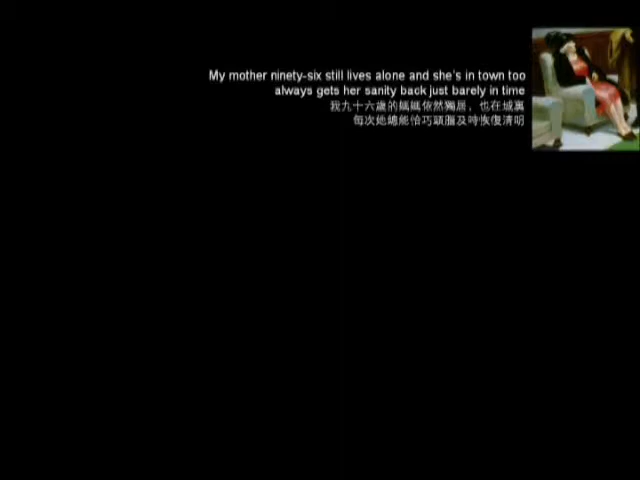 My mother ninety-six still lives alone and she's in town too
always gets her sanity back just barely in time
我九十六歲的媽媽依然獨居，也在城裏
每次她總能恰巧頭腦及時恢復清明